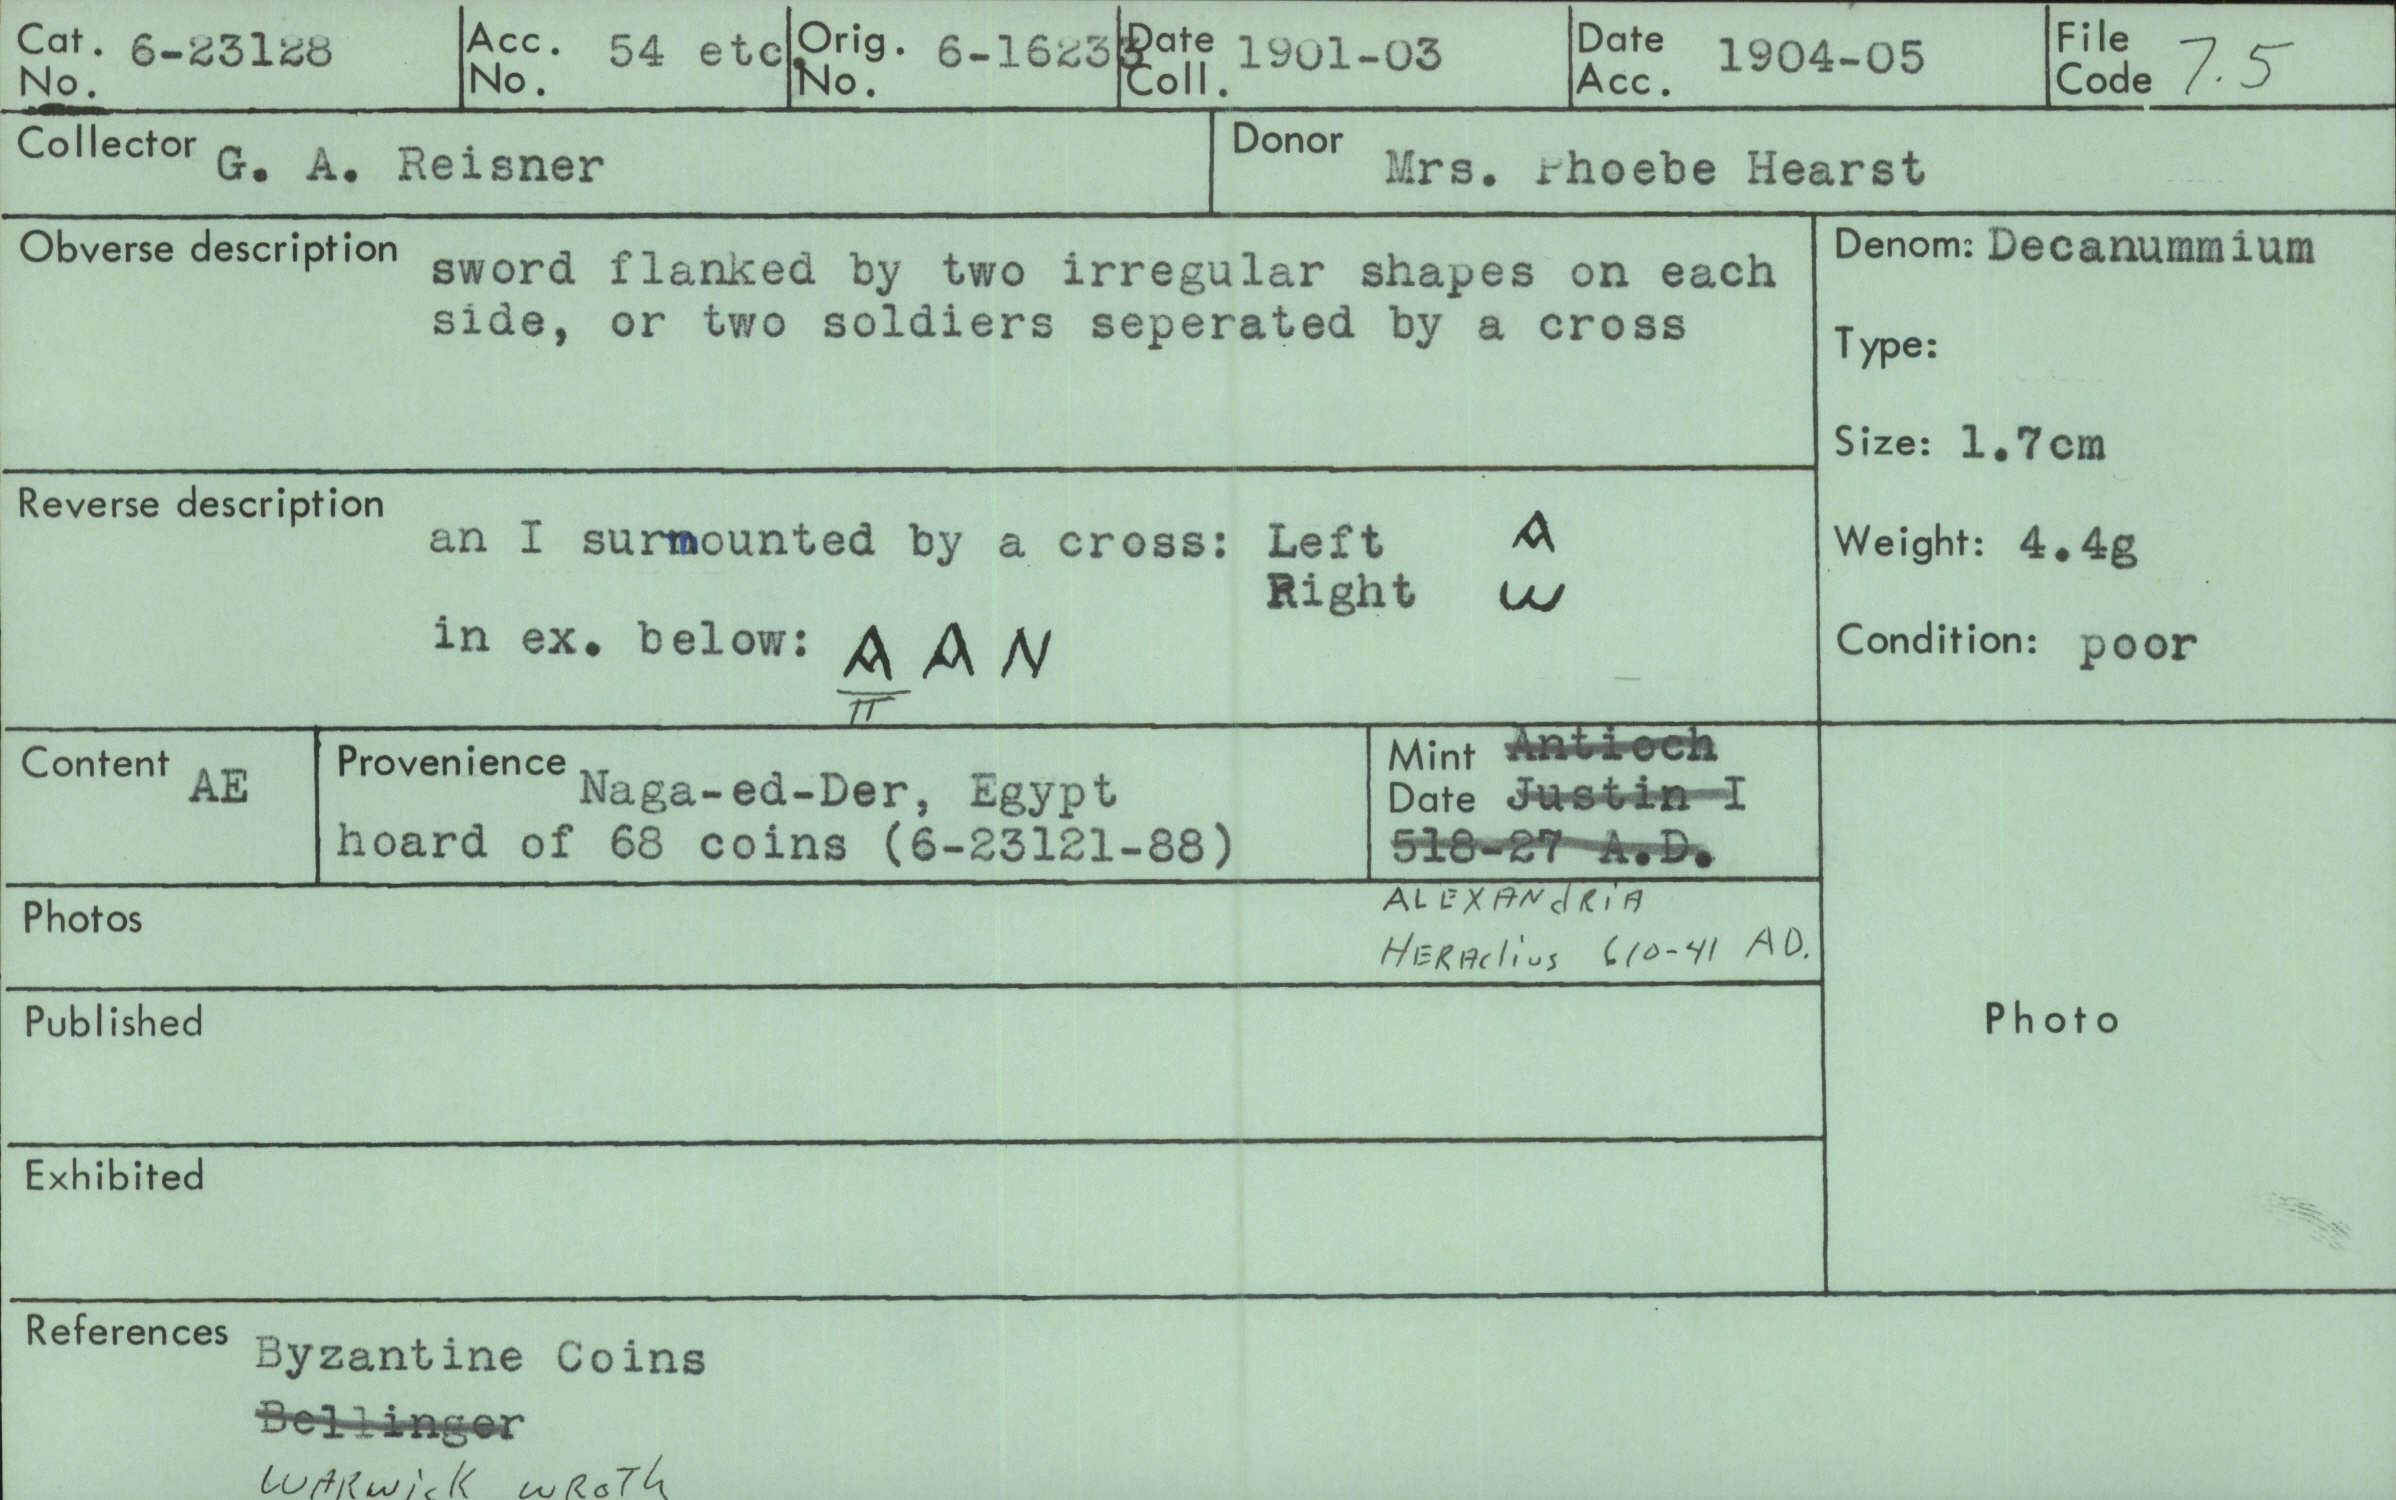 Cat. No. 6-23128 Acc. No. 54 etc. Orig. No. 6-16233 Date Coll. 1901-03 Date Acc. 1904-05 File Code 7.5
Collector G. A. Reisner Donor Mrs. Phoebe Hearst
Obverse description sword flanked by two irregular shapes on each
side, or two soldiers seperated by a cross
Denom: Decanummium
Type:
Size: 1.7cm
Weight: 4.4g
Condition: poor
Reverse description
an I surmounted by a cross: Left A
Right ω
in ex. below: A A N
π
Content AE
Provenience Naga-ed-Der, Egypt
hoard of 68 coins (6-23121-88)
Mint Antioch
Date Justin I
518-27 A.D.
ALEXANdRiA
HERAclius 610-41 AD.
Photos
Published
Photo
Exhibited
References Byzantine Coins
Bellinger
WARWicK WROTh